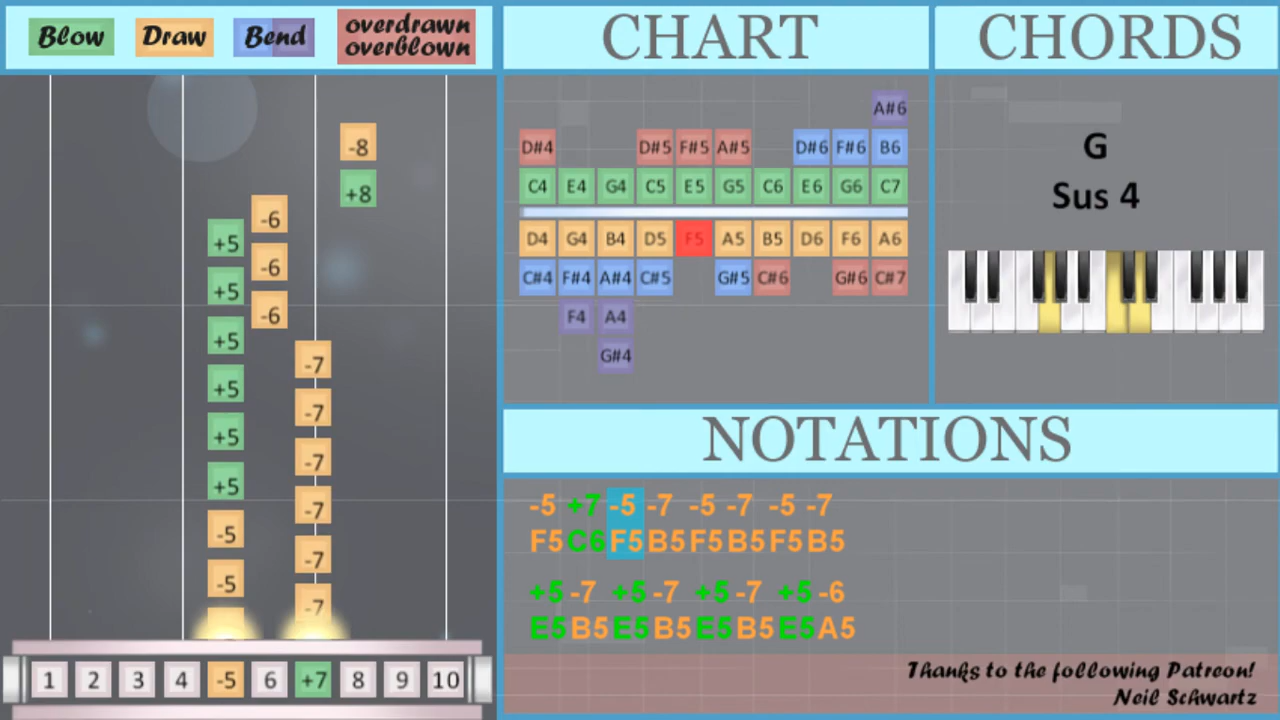 Blow Draw Bend overdrawn
overblown
CHART
CHORDS
-8
+8
-6
+5
-6
+5
-6
+5
-7
+5
-7
+5
-7
+5
-7
-5
-7
-5
-7
1 2 3 4 -5 6 +7 8 9 10
A#6
D#4 D#5 F#5 A#5 D#6 F#6 B6
C4 E4 G4 C5 E5 G5 C6 E6 G6 C7
D4 G4 B4 D5 F5 A5 B5 D6 F6 A6
C#4 F#4 A#4 C#5 G#5 C#6 G#6 C#7
F4 A4
G#4
G
Sus 4
NOTATIONS
-5 +7 -5 -7 -5 -7 -5 -7
F5 C6 F5 B5 F5 B5 F5 B5
+5 -7 +5 -7 +5 -7 +5 -6
E5 B5 E5 B5 E5 B5 E5 A5
Thanks to the following Patreon!
Neil Schwartz